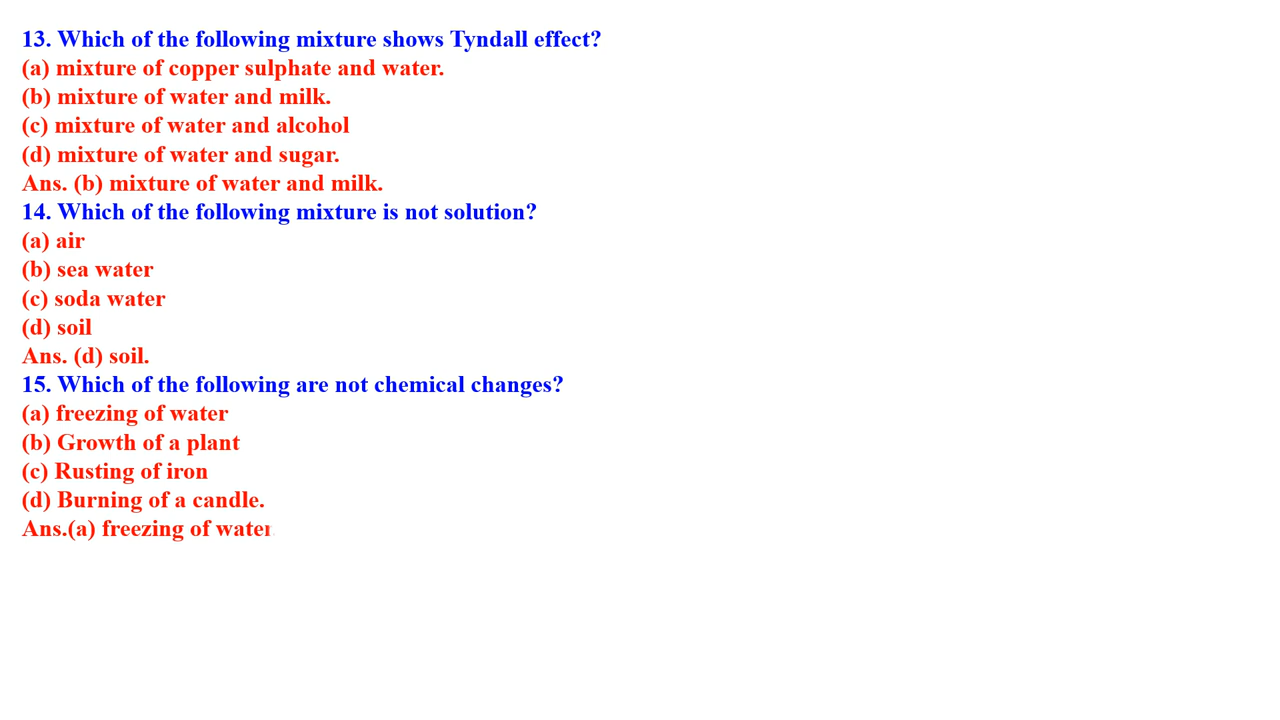 13. Which of the following mixture shows Tyndall effect?
(a) mixture of copper sulphate and water.
(b) mixture of water and milk.
(c) mixture of water and alcohol
(d) mixture of water and sugar.
Ans. (b) mixture of water and milk.
14. Which of the following mixture is not solution?
(a) air
(b) sea water
(c) soda water
(d) soil
Ans. (d) soil.
15. Which of the following are not chemical changes?
(a) freezing of water
(b) Growth of a plant
(c) Rusting of iron
(d) Burning of a candle.
Ans.(a) freezing of water